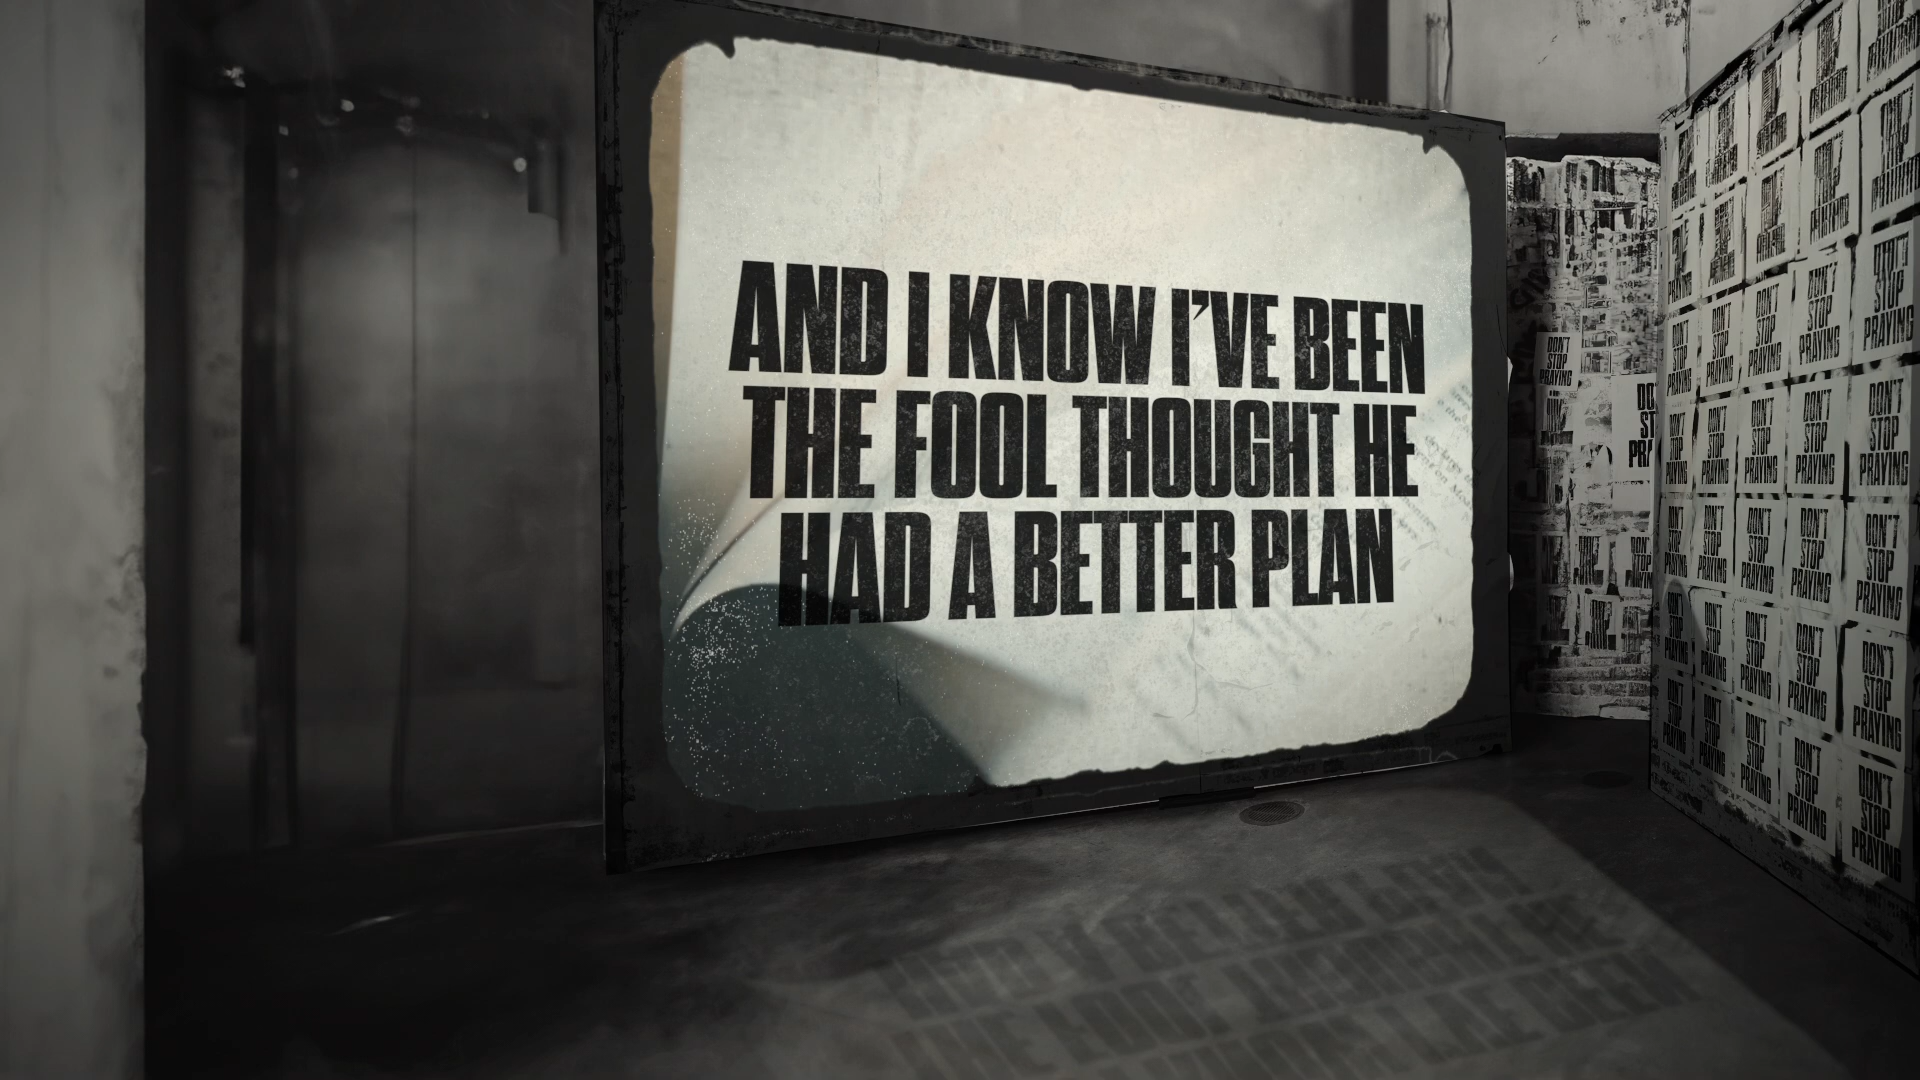 AND I KNOW I'VE BEEN
THE FOOL THOUGHT HE
HAD A BETTER PLAN
DON'T
STOP
PRAYING